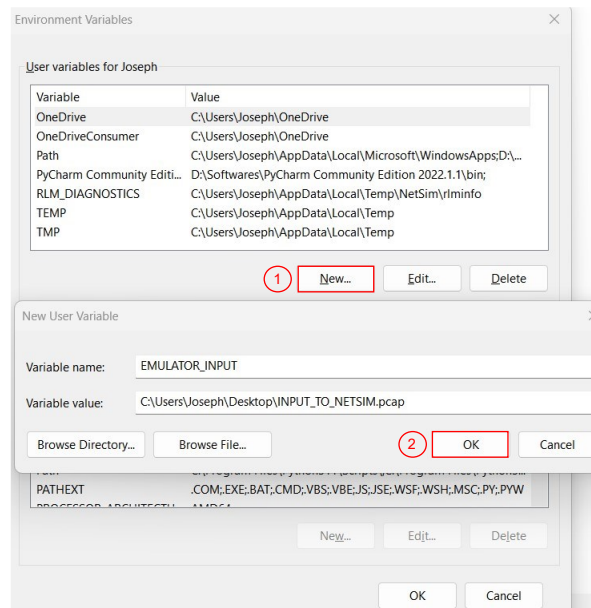 Environment Variables
User variables for Joseph
Variable Value
OneDrive C:\Users\Joseph\OneDrive
OneDriveConsumer C:\Users\Joseph\OneDrive
Path C:\Users\Joseph\AppData\Local\Microsoft\WindowsApps;D:\...
PyCharm Community Editi... D:\Softwares\PyCharm Community Edition 2022.1.1\bin;
RLM_DIAGNOSTICS C:\Users\Joseph\AppData\Local\Temp\NetSim\rlminfo
TEMP C:\Users\Joseph\AppData\Local\Temp
TMP C:\Users\Joseph\AppData\Local\Temp
1 New... Edit... Delete
New User Variable
Variable name: EMULATOR_INPUT
Variable value: C:\Users\Joseph\Desktop\INPUT_TO_NETSIM.pcap
Browse Directory... Browse File... 2 OK Cancel
PATHEXT .COM;.EXE;.BAT;.CMD;.VBS;.VBE;.JS;.JSE;.WSF;.WSH;.MSC;.PY;.PYW
PROCESSOR_ARCHITECTU AMD64
New... Edit... Delete
OK Cancel